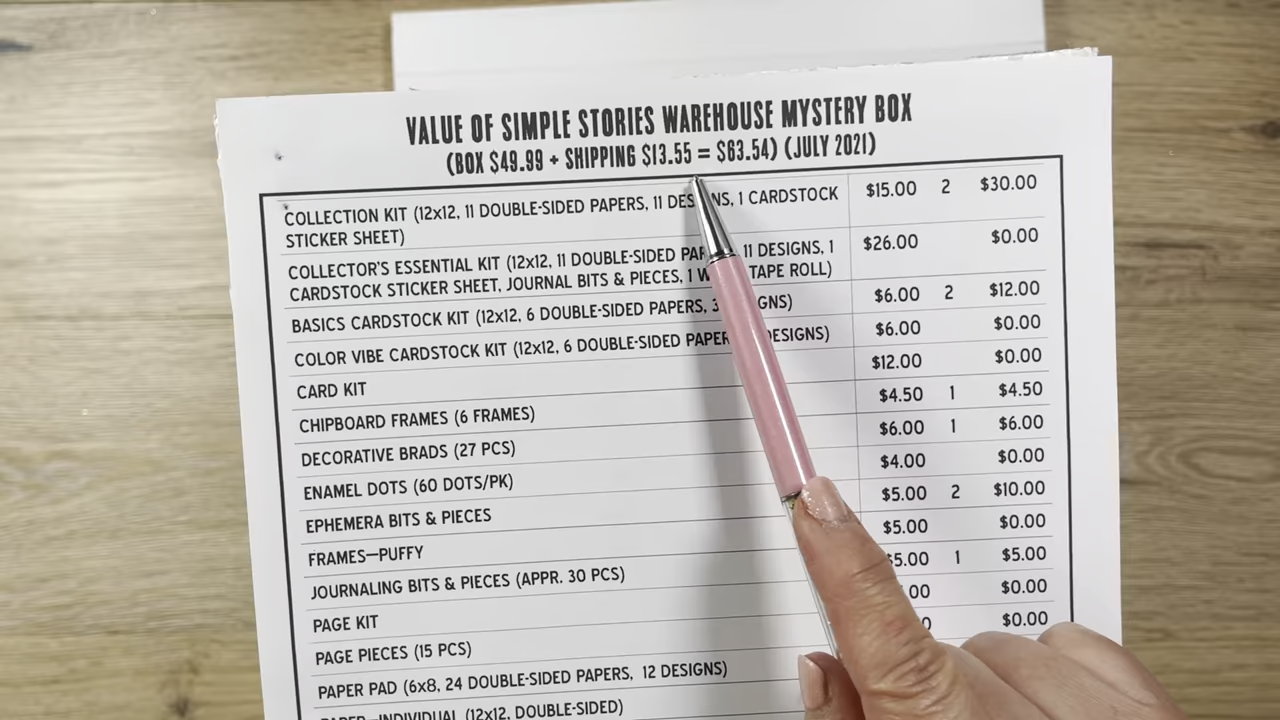 VALUE OF SIMPLE STORIES WAREHOUSE MYSTERY BOX
(BOX $49.99 + SHIPPING $13.55 = $63.54) (JULY 2021)
COLLECTION KIT (12x12, 11 DOUBLE-SIDED PAPERS, 11 DESIGNS, 1 CARDSTOCK $15.00 2 $30.00
STICKER SHEET)
COLLECTOR'S ESSENTIAL KIT (12x12, 11 DOUBLE-SIDED 11 DESIGNS, 1 $26.00 $0.00
CARDSTOCK STICKER SHEET, JOURNAL BITS & PIECES, 1 TAPE ROLL)
BASICS CARDSTOCK KIT (12x12, 6 DOUBLE-SIDED PAPERS, $6.00 2 $12.00
COLOR VIBE CARDSTOCK KIT (12x12, 6 DOUBLE-SIDED DESIGNS) $6.00 $0.00
CARD KIT $12.00 $0.00
CHIPBOARD FRAMES (6 FRAMES) $4.50 1 $4.50
DECORATIVE BRADS (27 PCS) $6.00 1 $6.00
ENAMEL DOTS (60 DOTS/PK) $4.00 $0.00
EPHEMERA BITS & PIECES $5.00 2 $10.00
FRAMES—PUFFY $5.00 $0.00
JOURNALING BITS & PIECES (APPR. 30 PCS) $5.00 1 $5.00
PAGE KIT $0.00
PAGE PIECES (15 PCS) $0.00
PAPER PAD (6x8, 24 DOUBLE-SIDED PAPERS, 12 DESIGNS)
PAPER—INDIVIDUAL (12x12, DOUBLE-SIDED)